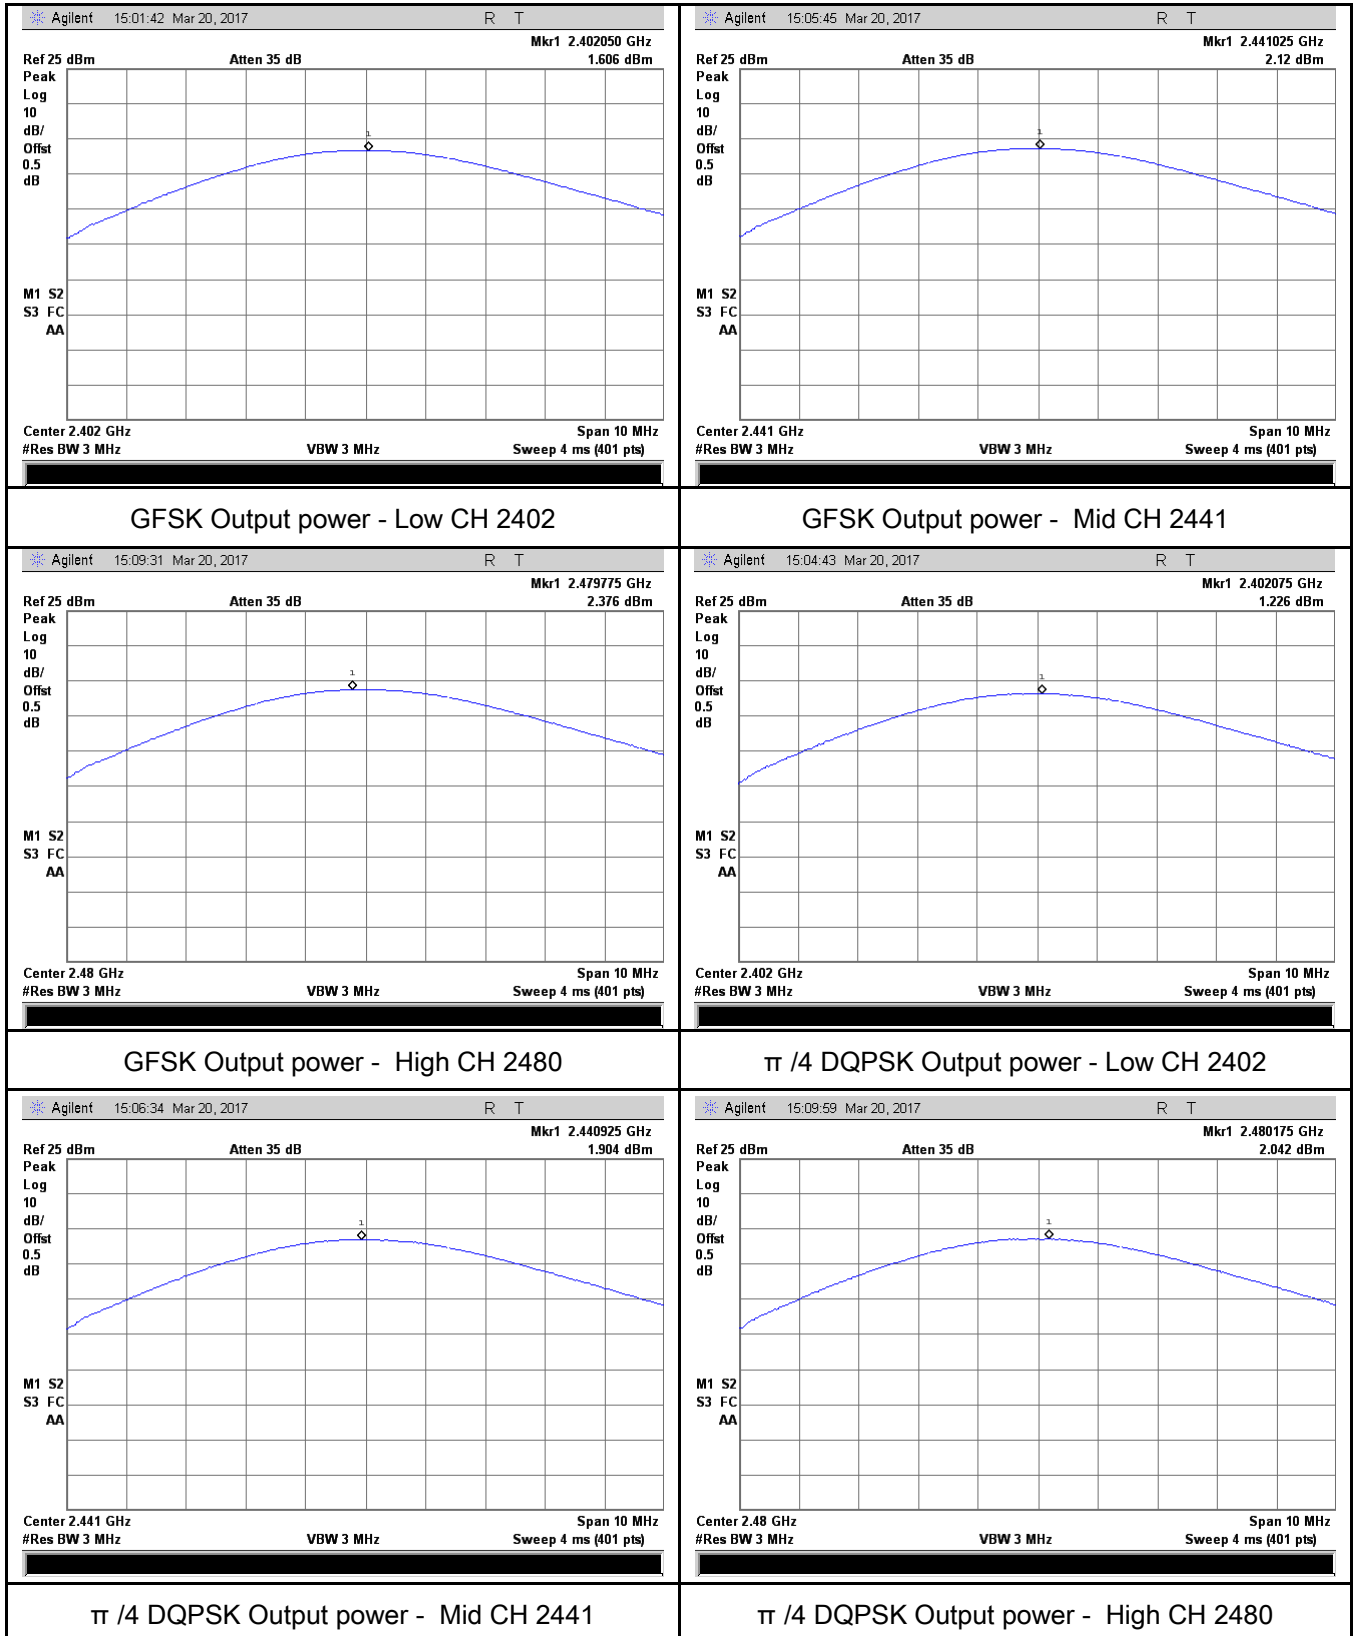 Agilent 15:01:42 Mar 20, 2017 R T
Mkr1 2.402050 GHz
Ref 25 dBm Atten 35 dB 1.606 dBm
Peak
Log
10
dB/
Offst
0.5
dB
1
M1 S2
S3 FC
AA
Center 2.402 GHz Span 10 MHz
#Res BW 3 MHz VBW 3 MHz Sweep 4 ms (401 pts)
GFSK Output power - Low CH 2402
Agilent 15:05:45 Mar 20, 2017 R T
Mkr1 2.441025 GHz
Ref 25 dBm Atten 35 dB 2.12 dBm
Peak
Log
10
dB/
Offst
0.5
dB
1
M1 S2
S3 FC
AA
Center 2.441 GHz Span 10 MHz
#Res BW 3 MHz VBW 3 MHz Sweep 4 ms (401 pts)
GFSK Output power - Mid CH 2441
Agilent 15:09:31 Mar 20, 2017 R T
Mkr1 2.479775 GHz
Ref 25 dBm Atten 35 dB 2.376 dBm
Peak
Log
10
dB/
Offst
0.5
dB
1
M1 S2
S3 FC
AA
Center 2.48 GHz Span 10 MHz
#Res BW 3 MHz VBW 3 MHz Sweep 4 ms (401 pts)
GFSK Output power - High CH 2480
Agilent 15:04:43 Mar 20, 2017 R T
Mkr1 2.402075 GHz
Ref 25 dBm Atten 35 dB 1.226 dBm
Peak
Log
10
dB/
Offst
0.5
dB
1
M1 S2
S3 FC
AA
Center 2.402 GHz Span 10 MHz
#Res BW 3 MHz VBW 3 MHz Sweep 4 ms (401 pts)
π /4 DQPSK Output power - Low CH 2402
Agilent 15:06:34 Mar 20, 2017 R T
Mkr1 2.440925 GHz
Ref 25 dBm Atten 35 dB 1.904 dBm
Peak
Log
10
dB/
Offst
0.5
dB
1
M1 S2
S3 FC
AA
Center 2.441 GHz Span 10 MHz
#Res BW 3 MHz VBW 3 MHz Sweep 4 ms (401 pts)
π /4 DQPSK Output power - Mid CH 2441
Agilent 15:09:59 Mar 20, 2017 R T
Mkr1 2.480175 GHz
Ref 25 dBm Atten 35 dB 2.042 dBm
Peak
Log
10
dB/
Offst
0.5
dB
1
M1 S2
S3 FC
AA
Center 2.48 GHz Span 10 MHz
#Res BW 3 MHz VBW 3 MHz Sweep 4 ms (401 pts)
π /4 DQPSK Output power - High CH 2480